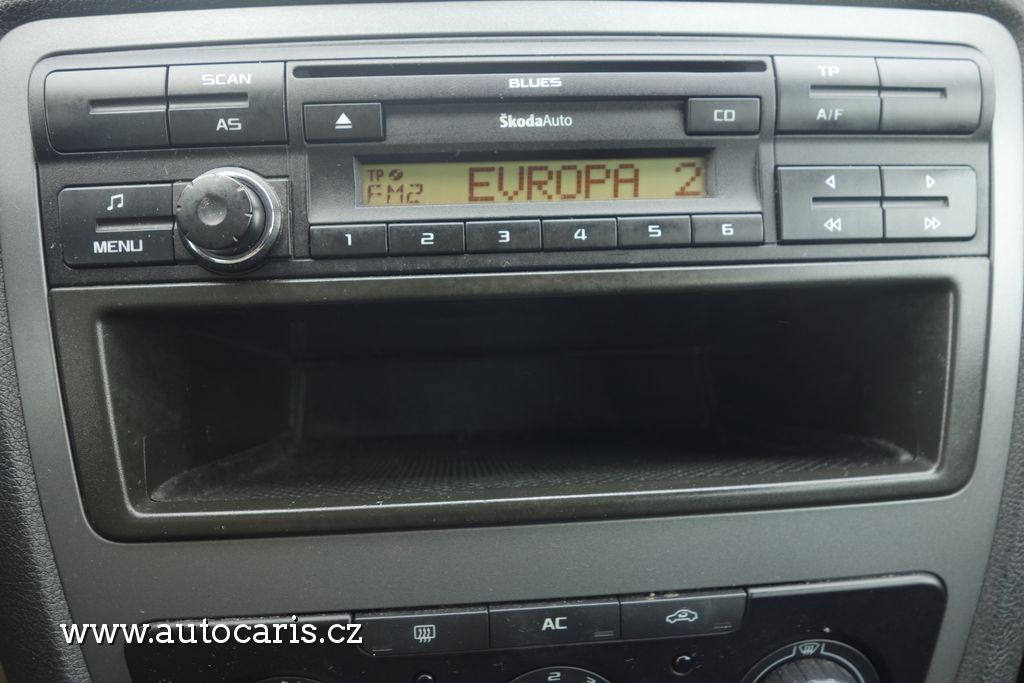 SCAN
AS
BLUES
ŠkodaAuto
CD
TP
A/F
TP
FM2 EVROPA 2
MENU
1 2 3 4 5 6
AC
www.autocaris.cz
2